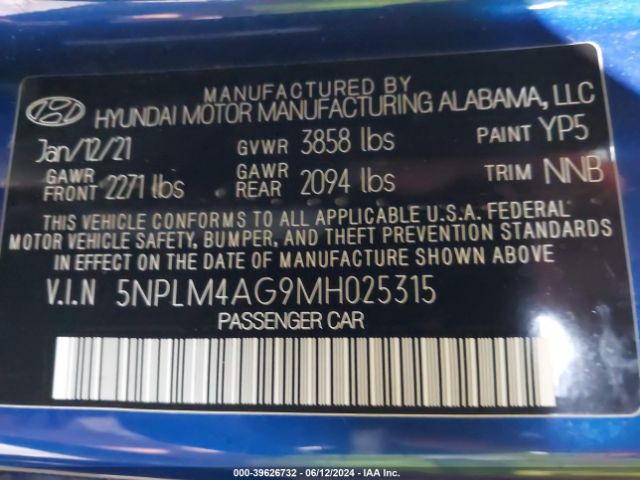 MANUFACTURED BY
HYUNDAI MOTOR MANUFACTURING ALABAMA, LLC
Jan/12/21 GVWR 3858 lbs PAINT YP5
GAWR FRONT 2271 lbs GAWR REAR 2094 lbs TRIM NNB
THIS VEHICLE CONFORMS TO ALL APPLICABLE U.S.A. FEDERAL
MOTOR VEHICLE SAFETY, BUMPER, AND THEFT PREVENTION STANDARDS
IN EFFECT ON THE DATE OF MANUFACTURE SHOWN ABOVE
V.I.N 5NPLM4AG9MH025315
PASSENGER CAR
000-39626732 - 06/12/2024 - IAA Inc.